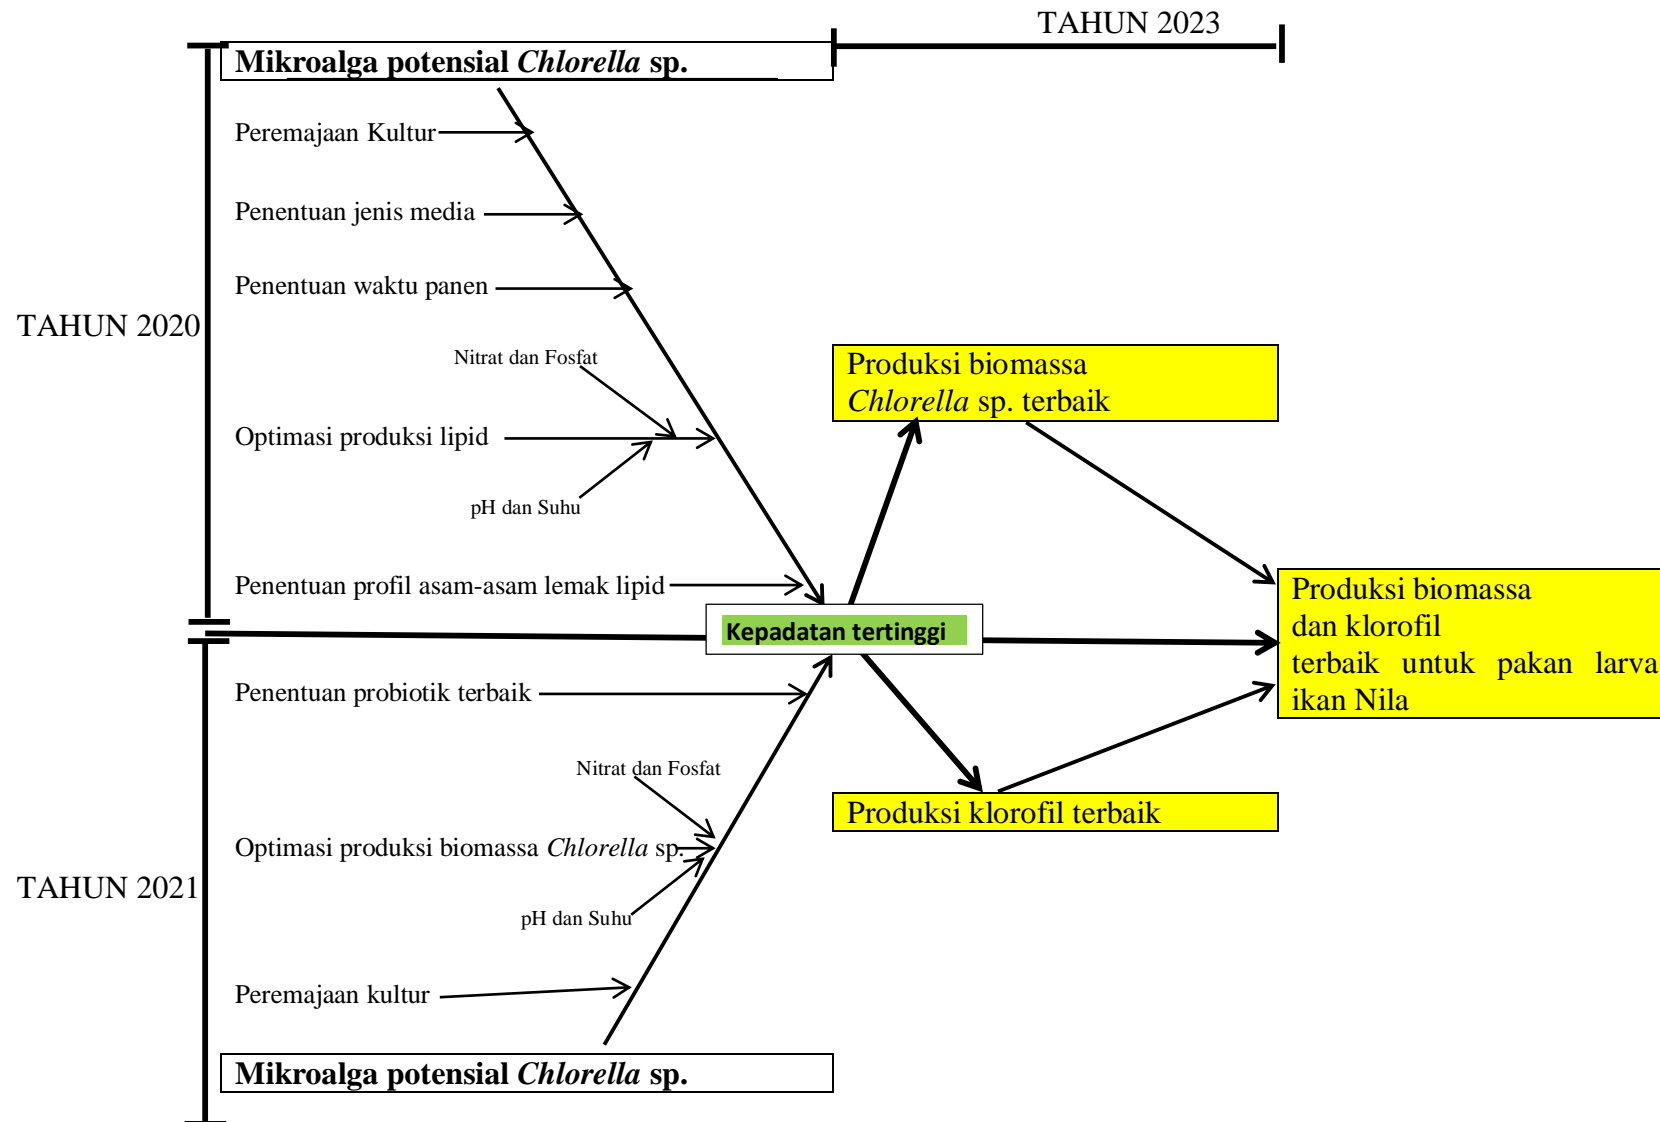 TAHUN 2023
Mikroalga potensial Chlorella sp.
Peremajaan Kultur
Penentuan jenis media
Penentuan waktu panen
TAHUN 2020
Nitrat dan Fosfat
Optimasi produksi lipid
pH dan Suhu
Penentuan profil asam-asam lemak lipid
Produksi biomassa
Chlorella sp. terbaik
Kepadatan tertinggi
Produksi biomassa
dan klorofil
terbaik untuk pakan larva
ikan Nila
Penentuan probiotik terbaik
Nitrat dan Fosfat
Optimasi produksi biomassa Chlorella sp.
pH dan Suhu
Produksi klorofil terbaik
TAHUN 2021
Peremajaan kultur
Mikroalga potensial Chlorella sp.